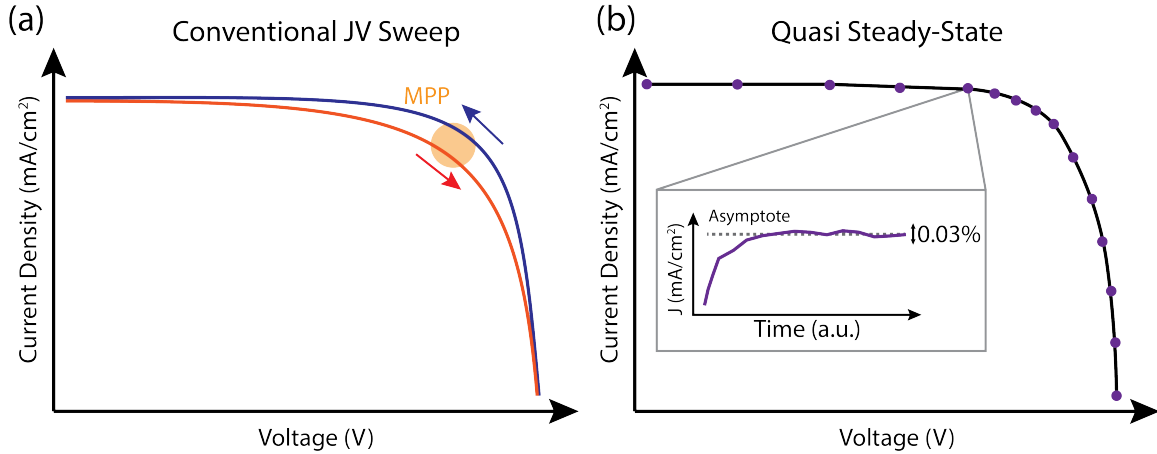 (a)
Conventional JV Sweep
MPP
Current Density (mA/cm²)
Voltage (V)
(b)
Quasi Steady-State
Current Density (mA/cm²)
Asymptote
0.03%
J (mA/cm²)
Time (a.u.)
Voltage (V)